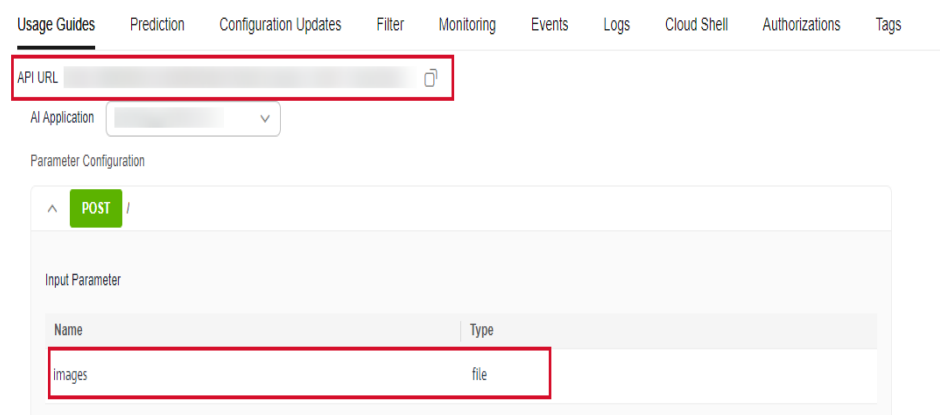 Usage Guides Prediction Configuration Updates Filter Monitoring Events Logs Cloud Shell Authorizations Tags
API URL
AI Application
Parameter Configuration
POST /
Input Parameter
Name Type
images file